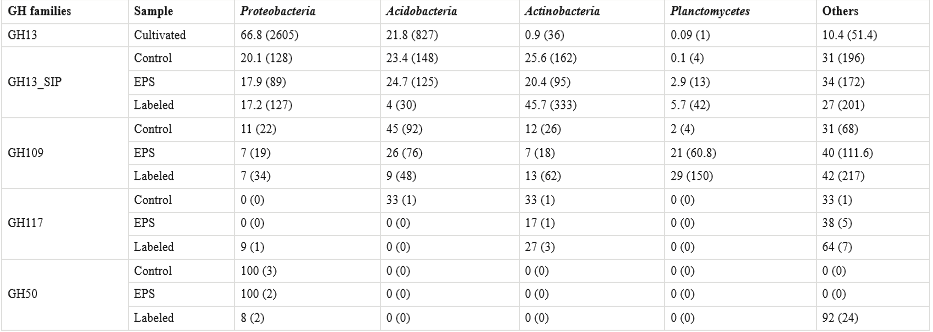 GH families Sample Proteobacteria Acidobacteria Actinobacteria Planctomycetes Others
GH13 Cultivated 66.8 (2605) 21.8 (827) 0.9 (36) 0.09 (1) 10.4 (51.4)
Control 20.1 (128) 23.4 (148) 25.6 (162) 0.1 (4) 31 (196)
GH13_SIP EPS 17.9 (89) 24.7 (125) 20.4 (95) 2.9 (13) 34 (172)
Labeled 17.2 (127) 4 (30) 45.7 (333) 5.7 (42) 27 (201)
Control 11 (22) 45 (92) 12 (26) 2 (4) 31 (68)
GH109 EPS 7 (19) 26 (76) 7 (18) 21 (60.8) 40 (111.6)
Labeled 7 (34) 9 (48) 13 (62) 29 (150) 42 (217)
Control 0 (0) 33 (1) 33 (1) 0 (0) 33 (1)
GH117 EPS 0 (0) 0 (0) 17 (1) 0 (0) 38 (5)
Labeled 9 (1) 0 (0) 27 (3) 0 (0) 64 (7)
Control 100 (3) 0 (0) 0 (0) 0 (0) 0 (0)
GH50 EPS 100 (2) 0 (0) 0 (0) 0 (0) 0 (0)
Labeled 8 (2) 0 (0) 0 (0) 0 (0) 92 (24)